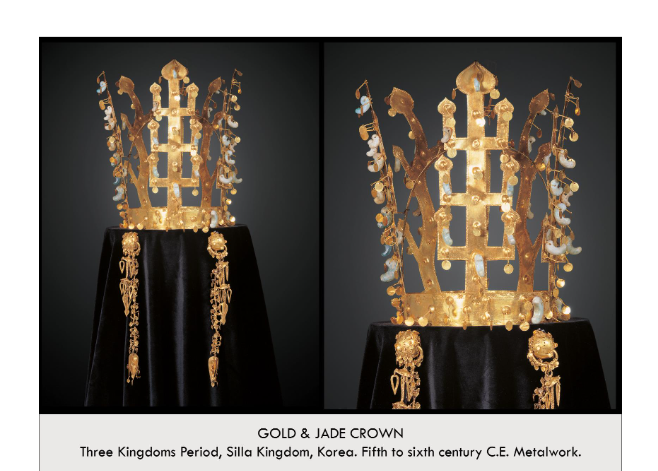 GOLD & JADE CROWN
Three Kingdoms Period, Silla Kingdom, Korea. Fifth to sixth century C.E. Metalwork.